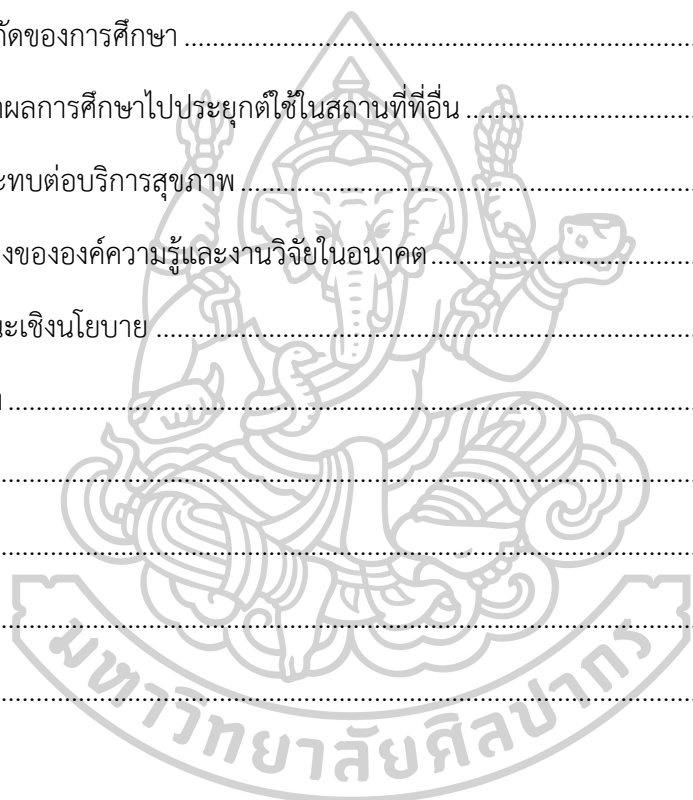 ัดของการศึกษา ........................................................................
ผลการศึกษาไปประยุกต์ใช้ในสถานที่ที่อื่น ........................................
ะทบต่อบริการสุขภาพ ........................................................................
งขององค์ความรู้และงานวิจัยในอนาคต........................................
นะเชิงนโยบาย ........................................................................
........................................................................
........................................................................
........................................................................
........................................................................
........................................................................
มหาวิทยาลัยศิลปากร